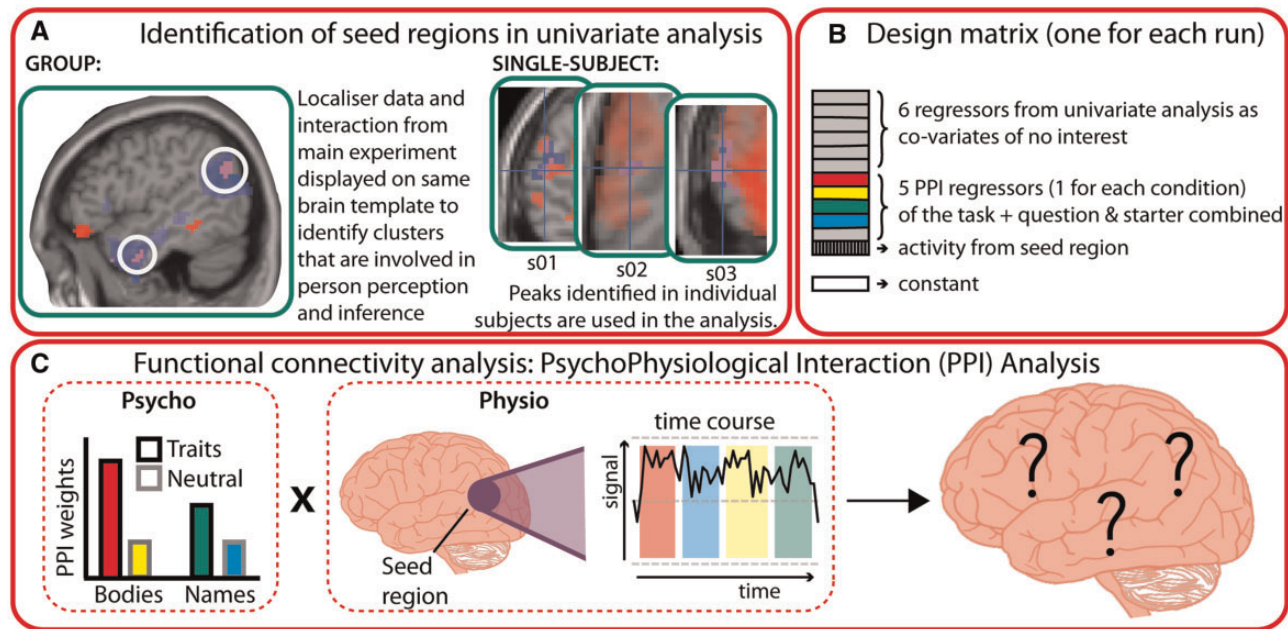 A Identification of seed regions in univariate analysis
GROUP:
Localiser data and
interaction from
main experiment
displayed on same
brain template to
identify clusters
that are involved in
person perception
and inference
SINGLE-SUBJECT:
s01
s02
s03
Peaks identified in individual
subjects are used in the analysis.
B Design matrix (one for each run)
6 regressors from univariate analysis as
co-variates of no interest
5 PPI regressors (1 for each condition)
of the task + question & starter combined
➔ activity from seed region
➔ constant
C Functional connectivity analysis: PsychoPhysiological Interaction (PPI) Analysis
Psycho
PPI weights
Traits
Neutral
Bodies
Names
X
Physio
Seed
region
time course
signal
time
? ? ?